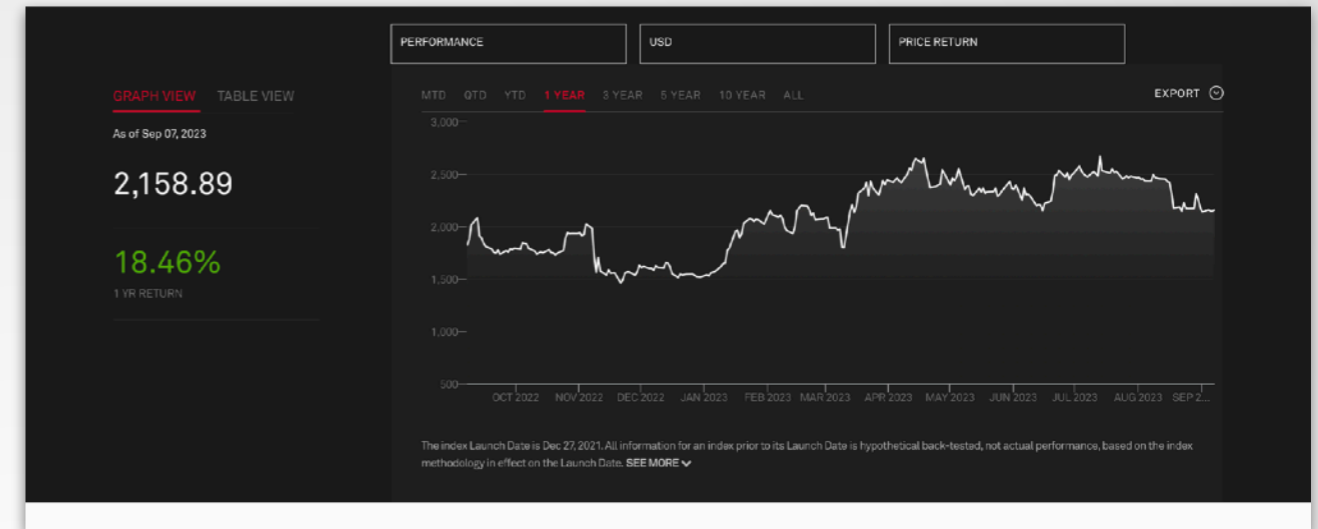 PERFORMANCE
USD
PRICE RETURN
GRAPH VIEW TABLE VIEW
MTD QTD YTD 1 YEAR 3 YEAR 5 YEAR 10 YEAR ALL
EXPORT
As of Sep 07, 2023
2,158.89
18.46%
1 YR RETURN
3,000
2,500
2,000
1,500
1,000
500
OCT 2022 NOV 2022 DEC 2022 JAN 2023 FEB 2023 MAR 2023 APR 2023 MAY 2023 JUN 2023 JUL 2023 AUG 2023 SEP 2...
The index Launch Date is Dec 27, 2021. All information for an index prior to its Launch Date is hypothetical back-tested, not actual performance, based on the index
methodology in effect on the Launch Date. SEE MORE